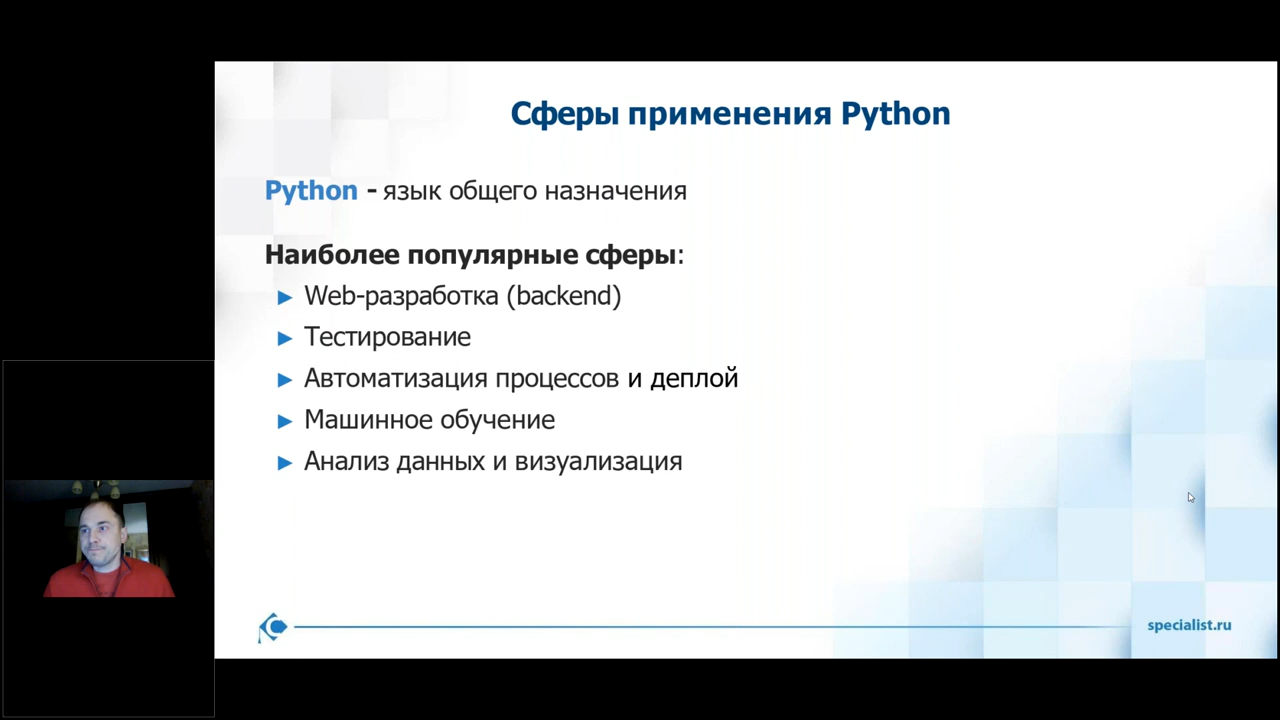 Сферы применения Python
Python - язык общего назначения
Наиболее популярные сферы:
Web-разработка (backend)
Тестирование
Автоматизация процессов и деплой
Машинное обучение
Анализ данных и визуализация
specialist.ru